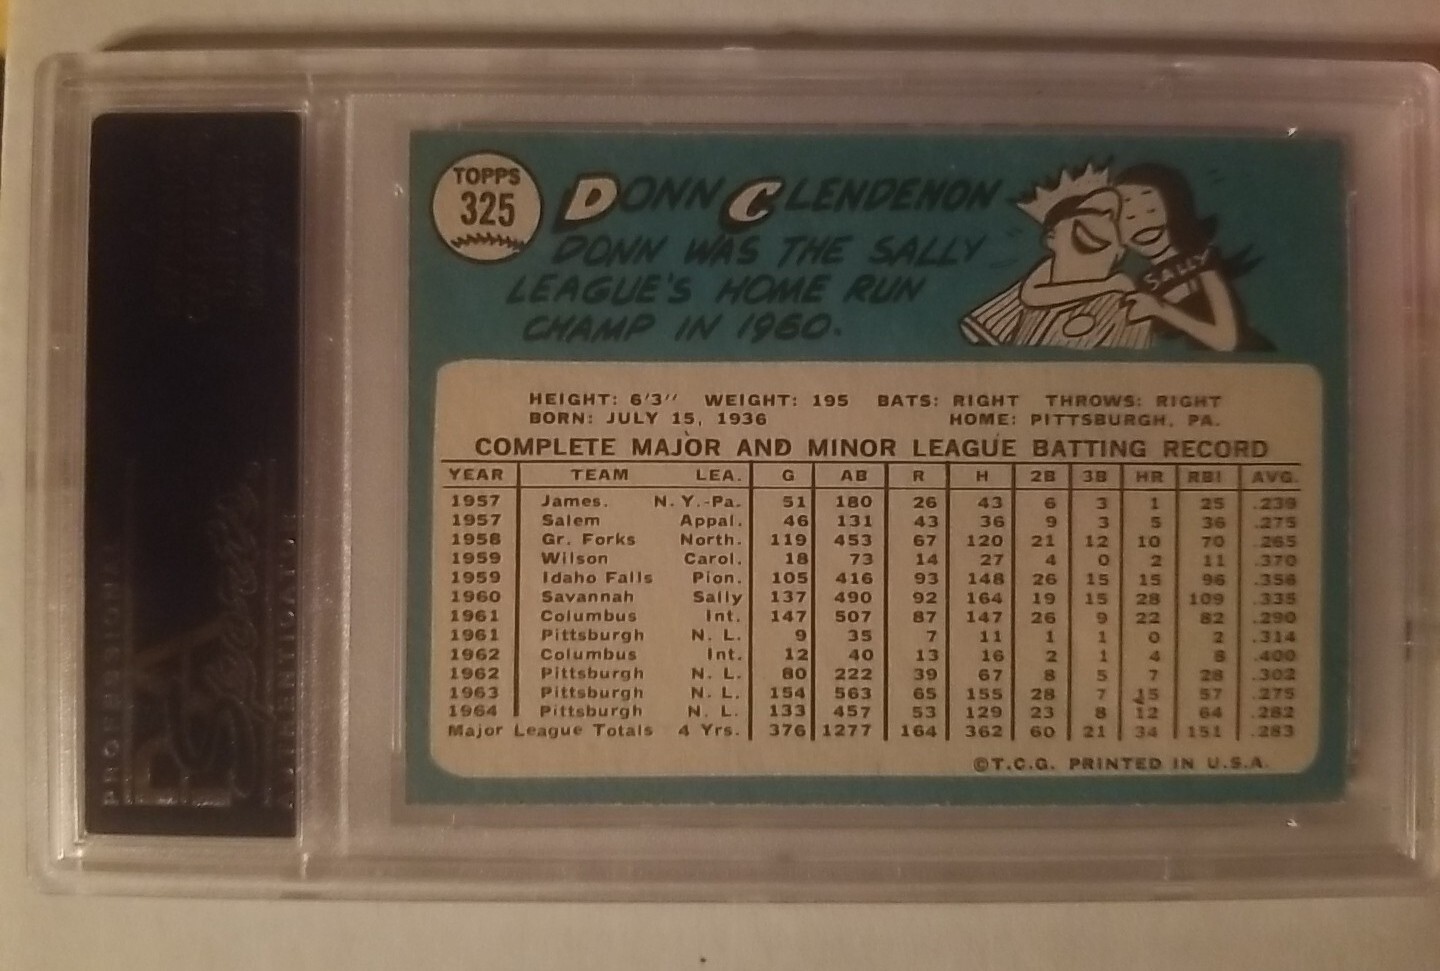 TOPPS
325
DONN CLENDENON
DONN WAS THE SALLY
LEAGUE'S HOME RUN
CHAMP IN 1960.
SALLY
HEIGHT: 6'3" WEIGHT: 195 BATS: RIGHT THROWS: RIGHT
BORN: JULY 15, 1936 HOME: PITTSBURGH, PA.
COMPLETE MAJOR AND MINOR LEAGUE BATTING RECORD
YEAR TEAM LEA. G AB R H 2B 3B HR RBI AVG.
1957 James. N. Y.-Pa. 51 180 26 43 6 3 1 25 .239
1957 Salem Appal. 46 131 43 36 9 3 5 36 .275
1958 Gr. Forks North. 119 453 67 120 21 12 10 70 .265
1959 Wilson Carol. 18 73 14 27 4 0 2 11 .370
1959 Idaho Falls Pion. 105 416 93 148 26 15 15 96 .356
1960 Savannah Sally 137 490 92 164 19 15 28 109 .335
1961 Columbus Int. 147 507 87 147 26 9 22 82 .290
1961 Pittsburgh N. L. 9 35 7 11 1 1 0 2 .314
1962 Columbus Int. 12 40 13 16 2 1 4 8 .400
1962 Pittsburgh N. L. 80 222 39 67 8 5 7 28 .302
1963 Pittsburgh N. L. 154 563 65 155 28 7 15 57 .275
1964 Pittsburgh N. L. 133 457 53 129 23 8 12 64 .282
Major League Totals 4 Yrs. 376 1277 164 362 60 21 34 151 .283
©T.C.G. PRINTED IN U.S.A.
PROFESSIONAL
Sports
AUTHENTICATOR